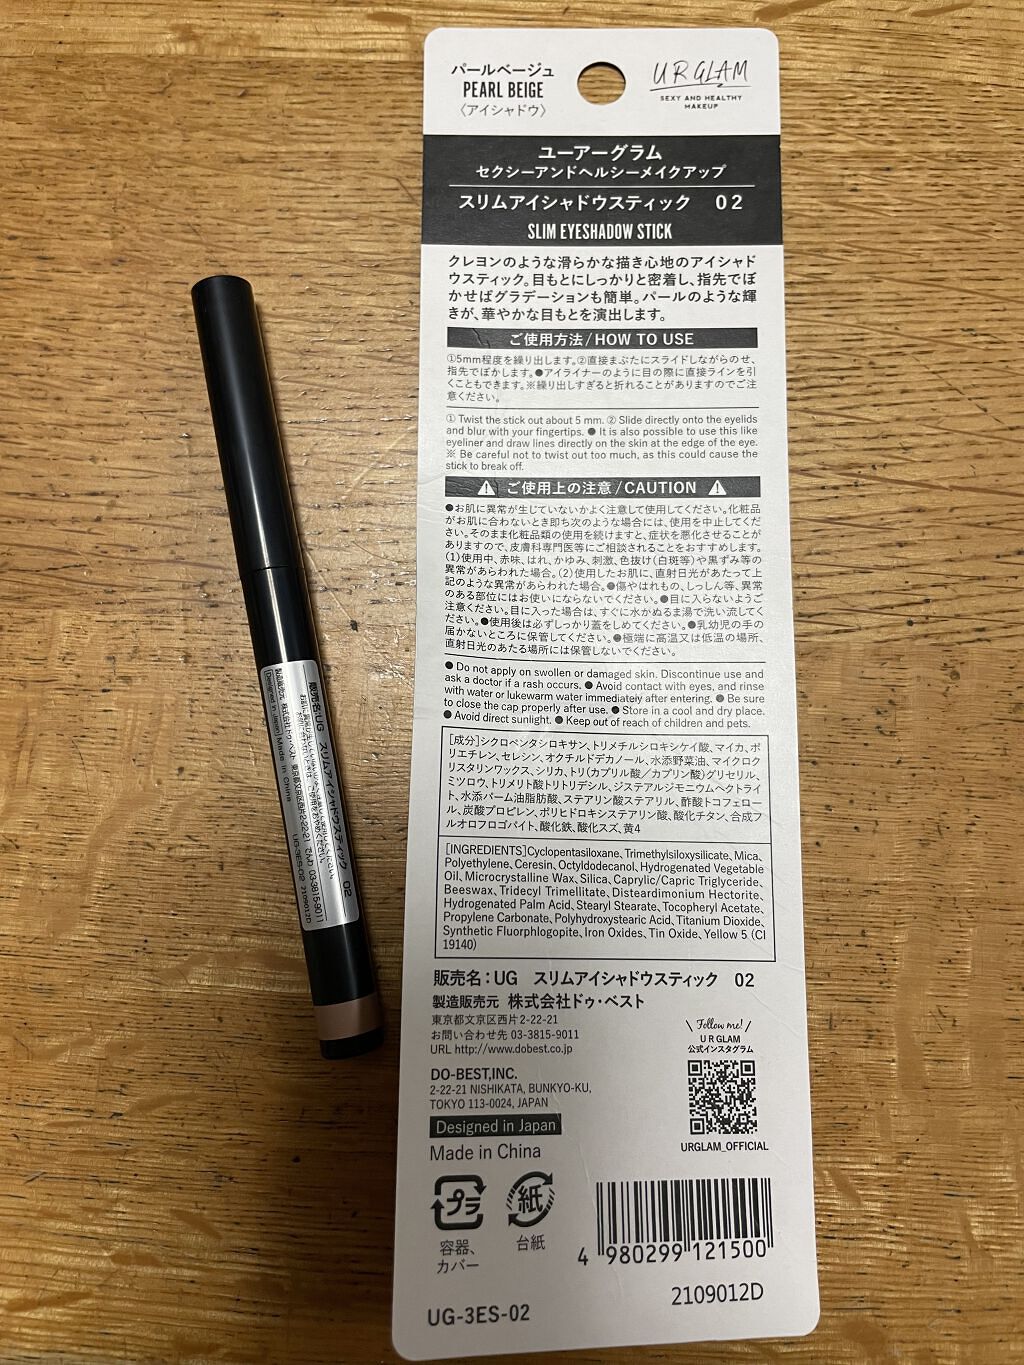 パールベージュ
PEARL BEIGE
〈アイシャドウ〉
UR GLAM
SEXY AND HEALTHY
MAKEUP
ユーアーグラム
セクシーアンドヘルシーメイクアップ
スリムアイシャドウスティック 02
SLIM EYESHADOW STICK
クレヨンのような滑らかな描き心地のアイシャド
ウスティック。目もとにしっかりと密着し、指先でぼ
かせばグラデーションも簡単。パールのような輝
きが、華やかな目もとを演出します。
ご使用方法/HOW TO USE
①5mm程度を繰り出します。②直接まぶたにスライドしながらのせ、
指先でぼかします。●アイライナーのように目の際に直接ラインを引
くこともできます。※繰り出しすぎると折れることがありますのでご注
意ください。
① Twist the stick out about 5 mm. ② Slide directly onto the eyelids
and blur with your fingertips. ● It is also possible to use this like
eyeliner and draw lines directly on the skin at the edge of the eye.
※ Be careful not to twist out too much, as this could cause the
stick to break off.
ご使用上の注意/CAUTION
●お肌に異常が生じていないかよく注意して使用してください。化粧品
がお肌に合わないとき即ち次のような場合には、使用を中止してくだ
さい。そのまま化粧品類の使用を続けますと、症状を悪化させることが
ありますので、皮膚科専門医等にご相談されることをおすすめします。
(1)使用中、赤味、はれ、かゆみ、刺激、色抜け(白斑等)や黒ずみ等の
異常があらわれた場合。(2)使用したお肌に、直射日光があたって上
記のような異常があらわれた場合。●傷やはれもの、しっしん等、異常
のある部位にはお使いにならないでください。●目に入らないようご
注意ください。目に入った場合は、すぐに水かぬるま湯で洗い流してく
ださい。●使用後は必ずしっかり蓋をしめてください。●乳幼児の手の
届かないところに保管してください。●極端に高温又は低温の場所、
直射日光のあたる場所には保管しないでください。
● Do not apply on swollen or damaged skin. Discontinue use and
ask a doctor if a rash occurs. ● Avoid contact with eyes, and rinse
with water or lukewarm water immediately after entering. ● Be sure
to close the cap properly after use. ● Store in a cool and dry place.
● Avoid direct sunlight. ● Keep out of reach of children and pets.
[成分]シクロペンタシロキサン、トリメチルシロキシケイ酸、マイカ、ポ
リエチレン、セレシン、オクチルドデカノール、水添野菜油、マイクロク
リスタリンワックス、シリカ、トリ(カプリル酸/カプリン酸)グリセリル、
ミツロウ、トリメリト酸トリトリデシル、ジステアルジモニウムヘクトライ
ト、水添パーム油脂肪酸、ステアリン酸ステアリル、酢酸トコフェロー
ル、炭酸プロピレン、ポリヒドロキシステアリン酸、酸化チタン、合成フ
ルオロフロゴパイト、酸化鉄、酸化スズ、黄4
[INGREDIENTS]Cyclopentasiloxane, Trimethylsiloxysilicate, Mica,
Polyethylene, Ceresin, Octyldodecanol, Hydrogenated Vegetable
Oil, Microcrystalline Wax, Silica, Caprylic/Capric Triglyceride,
Beeswax, Tridecyl Trimellitate, Disteardimonium Hectorite,
Hydrogenated Palm Acid, Stearyl Stearate, Tocopheryl Acetate,
Propylene Carbonate, Polyhydroxystearic Acid, Titanium Dioxide,
Synthetic Fluorphlogopite, Iron Oxides, Tin Oxide, Yellow 5 (CI
19140)
販売名:UG スリムアイシャドウスティック 02
製造販売元 株式会社ドゥ・ベスト
東京都文京区西片2-22-21
お問い合わせ先 03-3815-9011
URL http://www.dobest.co.jp
DO-BEST,INC.
2-22-21 NISHIKATA, BUNKYO-KU,
TOKYO 113-0024, JAPAN
Designed in Japan
Made in China
Follow me!
UR GLAM
公式インスタグラム
URGLAM_OFFICIAL
プラ
容器、
カバー
紙
台紙
4 980299 121500
2109012D
UG-3ES-02
販売名:UG スリムアイシャドウスティック 02
製造販売元 株式会社ドゥ・ベスト 東京都文京区西片2-22-21 でんわ 03-3815-9011
[Designed in Japan] Made in China UG-3ES-02 2109012D